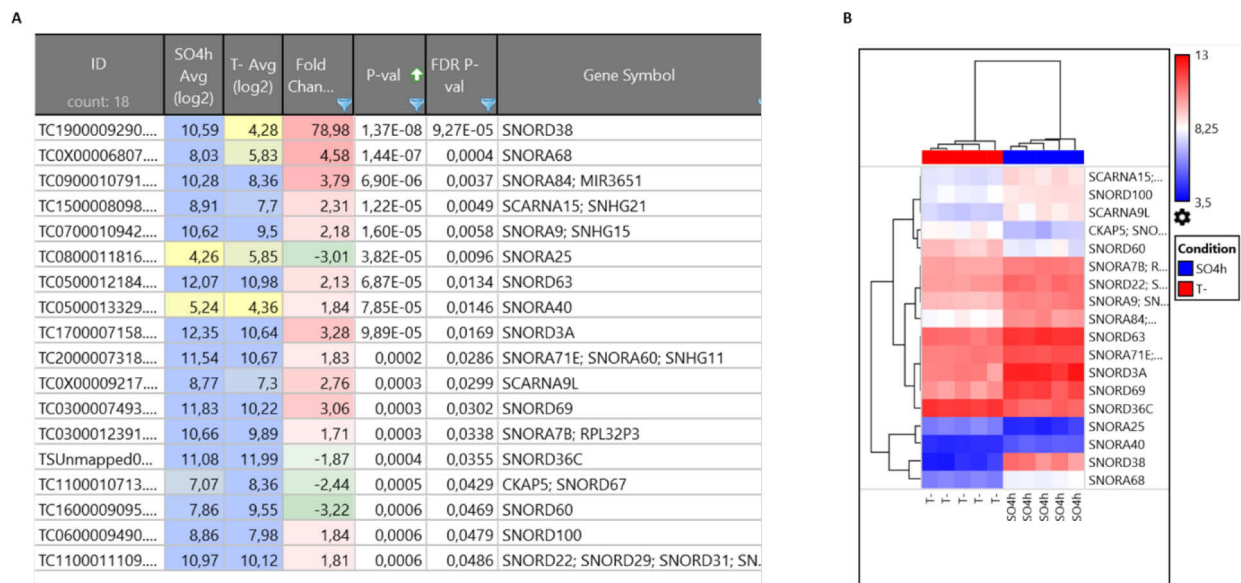 A
ID
count: 18
SO4h Avg (log2)
T- Avg (log2)
Fold Chan...
P-val
FDR P-val
Gene Symbol
TC1900009290.... 10,59 4,28 78,98 1,37E-08 9,27E-05 SNORD38
TC0X00006807.... 8,03 5,83 4,58 1,44E-07 0,0004 SNORA68
TC0900010791.... 10,28 8,36 3,79 6,90E-06 0,0037 SNORA84; MIR3651
TC1500008098.... 8,91 7,7 2,31 1,22E-05 0,0049 SCARNA15; SNHG21
TC0700010942.... 10,62 9,5 2,18 1,60E-05 0,0058 SNORA9; SNHG15
TC0800011816.... 4,26 5,85 -3,01 3,82E-05 0,0096 SNORA25
TC0500012184.... 12,07 10,98 2,13 6,87E-05 0,0134 SNORD63
TC0500013329.... 5,24 4,36 1,84 7,85E-05 0,0146 SNORA40
TC1700007158.... 12,35 10,64 3,28 9,89E-05 0,0169 SNORD3A
TC2000007318.... 11,54 10,67 1,83 0,0002 0,0286 SNORA71E; SNORA60; SNHG11
TC0X00009217.... 8,77 7,3 2,76 0,0003 0,0299 SCARNA9L
TC0300007493.... 11,83 10,22 3,06 0,0003 0,0302 SNORD69
TC0300012391.... 10,66 9,89 1,71 0,0003 0,0338 SNORA7B; RPL32P3
TSUnmapped0... 11,08 11,99 -1,87 0,0004 0,0355 SNORD36C
TC1100010713.... 7,07 8,36 -2,44 0,0005 0,0429 CKAP5; SNORD67
TC1600009095.... 7,86 9,55 -3,22 0,0006 0,0469 SNORD60
TC0600009490.... 8,86 7,98 1,84 0,0006 0,0479 SNORD100
TC1100011109.... 10,97 10,12 1,81 0,0006 0,0486 SNORD22; SNORD29; SNORD31; SN.
B
13
8,25
3,5
Condition
SO4h
T-
SCARNA15;...
SNORD100
SCARNA9L
CKAP5; SNO...
SNORD60
SNORA7B; R...
SNORD22; S...
SNORA9; SN...
SNORA84;...
SNORD63
SNORA71E;...
SNORD3A
SNORD69
SNORD36C
SNORA25
SNORA40
SNORD38
SNORA68
T- T- T- T- T- SO4h SO4h SO4h SO4h SO4h